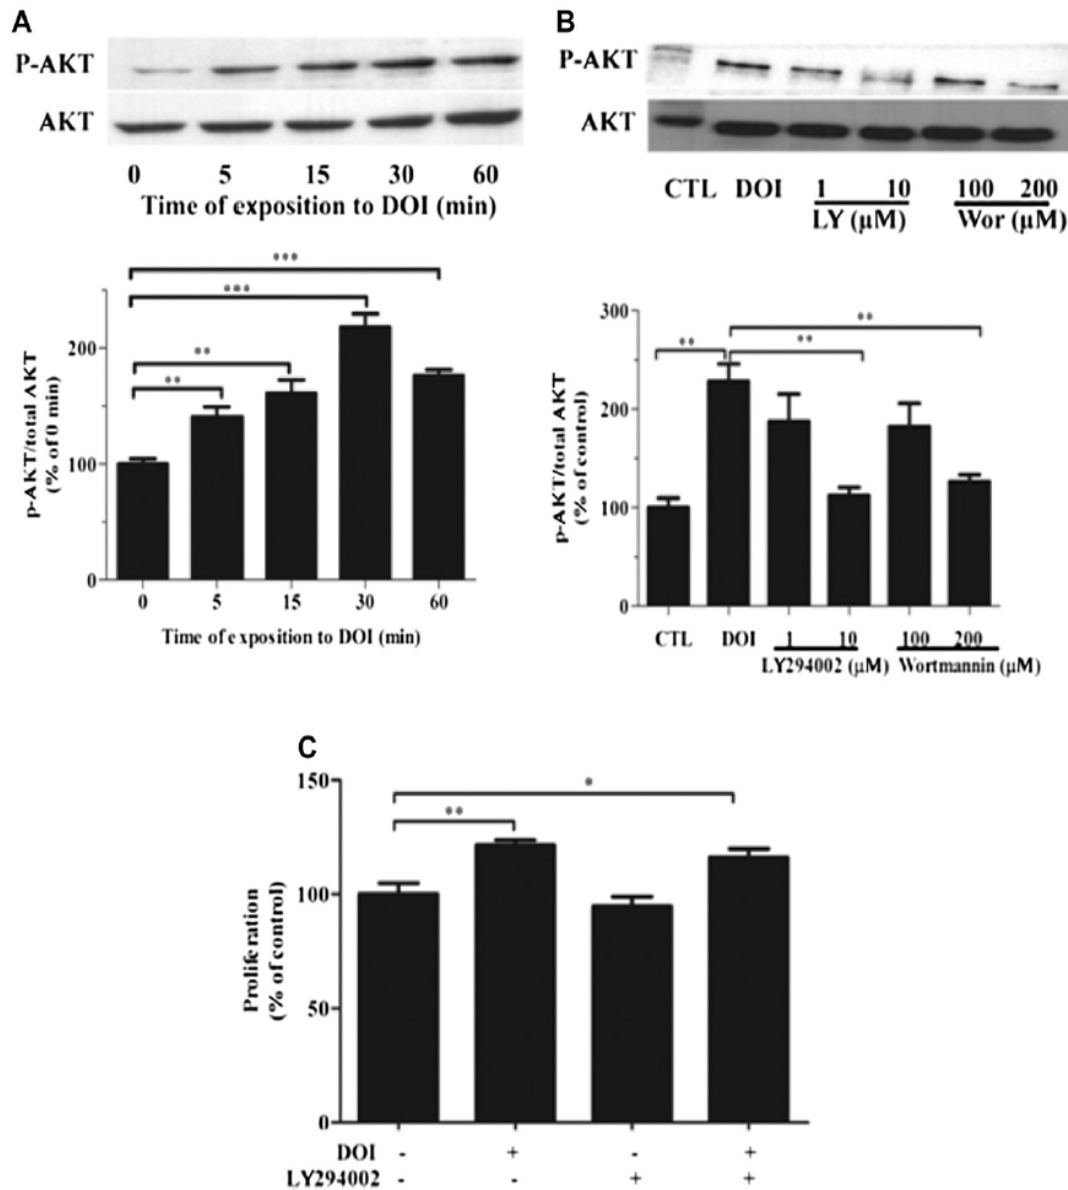 A
P-AKT
AKT
0 5 15 30 60
Time of exposition to DOI (min)
***
***
**
**
200
100
0
p-AKT/total AKT
(% of 0 min)
0 5 15 30 60
Time of exposition to DOI (min)
B
P-AKT
AKT
CTL DOI 1 10 100 200
LY (µM) Wor (µM)
**
**
**
300
200
100
0
p-AKT/total AKT
(% of control)
CTL DOI 1 10 100 200
LY294002 (µM) Wortmannin (µM)
C
150
100
50
0
*
**
Proliferation
(% of control)
DOI - + - +
LY294002 - - + +